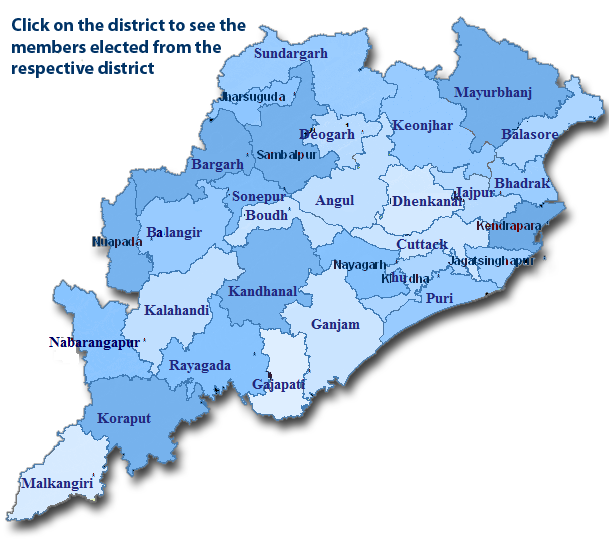 Click on the district to see the
members elected from the
respective district
Sundargarh
Mayurbhanj
Jharsuguda
Keonjhar
Balasore
Deogarh
Sambalpur
Bargarh
Bhadrak
Jajpur
Sonepur
Angul
Dhenkanal
Boudh
Kendrapara
Balangir
Nuapada
Cuttack
Jagatsinghapur
Nayagarh
Khurdha
Kandhanal
Puri
Kalahandi
Ganjam
Nabarangapur
Rayagada
Gajapati
Koraput
Malkangiri